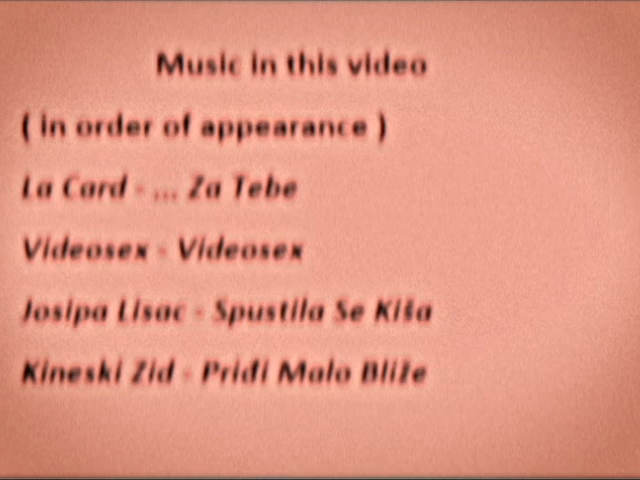 Music in this video
( in order of appearance )
La Card - ... Za Tebe
Videosex - Videosex
Josipa Lisac - Spustila Se Kiša
Kineski Zid - Priđi Malo Bliže